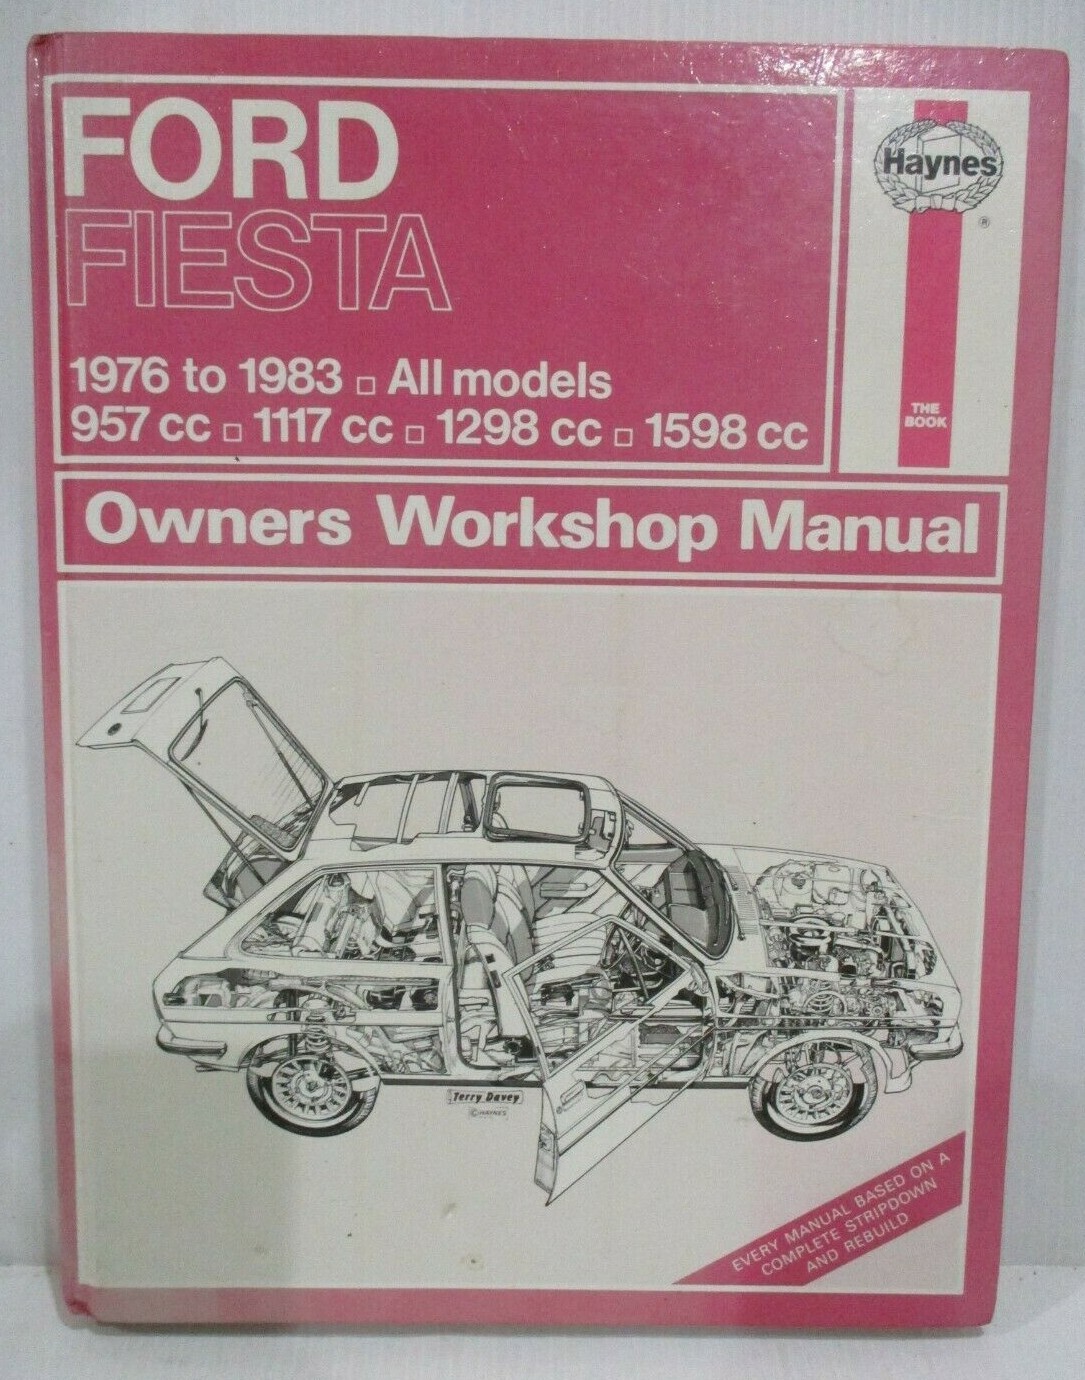 FORD
FIESTA
1976 to 1983 □ All models
957 cc □ 1117 cc □ 1298 cc □ 1598 cc
Haynes
®
THE
BOOK
Owners Workshop Manual
Terry Davey
© HAYNES
EVERY MANUAL BASED ON A
COMPLETE STRIPDOWN
AND REBUILD